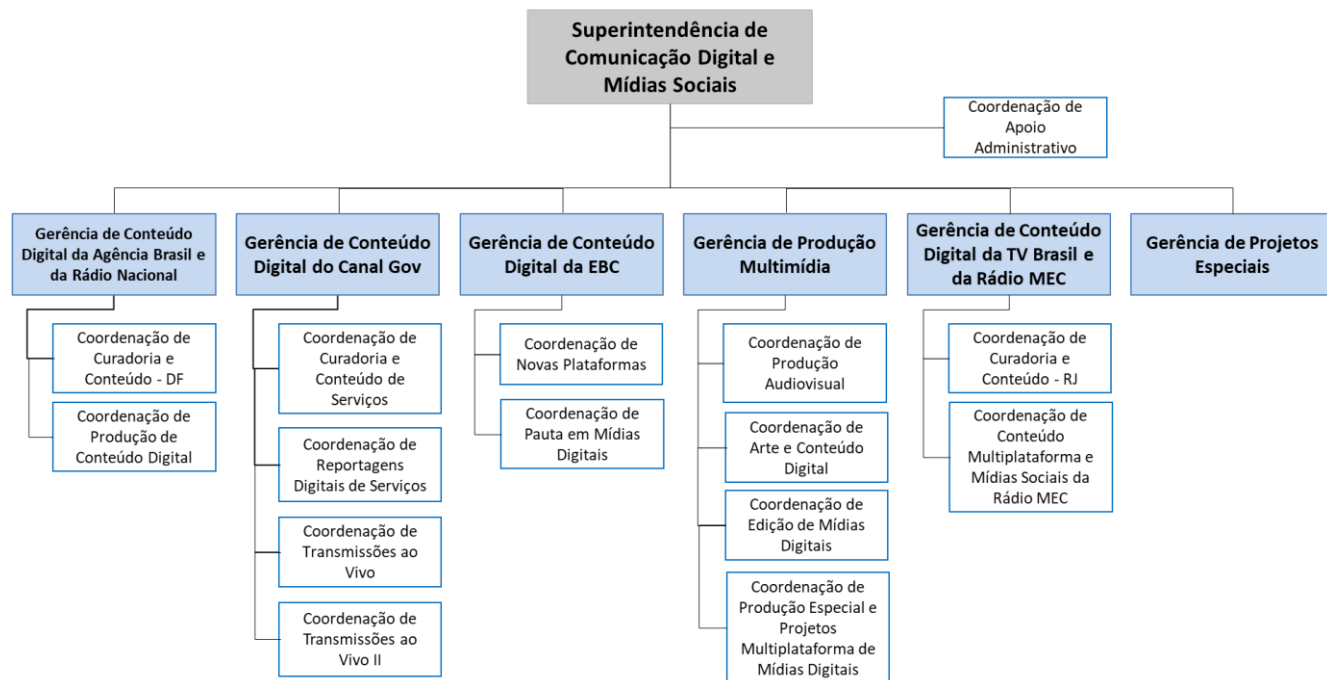 Superintendência de
Comunicação Digital e
Mídias Sociais
Coordenação de
Apoio
Administrativo
Gerência de Conteúdo
Digital da Agência Brasil e
da Rádio Nacional
Gerência de Conteúdo
Digital do Canal Gov
Gerência de Conteúdo
Digital da EBC
Gerência de Produção
Multimídia
Gerência de Conteúdo
Digital da TV Brasil e
da Rádio MEC
Gerência de Projetos
Especiais
Coordenação de
Curadoria e
Conteúdo - DF
Coordenação de
Produção de
Conteúdo Digital
Coordenação de
Curadoria e
Conteúdo de
Serviços
Coordenação de
Reportagens
Digitais de Serviços
Coordenação de
Transmissões ao
Vivo
Coordenação de
Transmissões ao
Vivo II
Coordenação de
Novas Plataformas
Coordenação de
Pauta em Mídias
Digitais
Coordenação de
Produção
Audiovisual
Coordenação de
Arte e Conteúdo
Digital
Coordenação de
Edição de Mídias
Digitais
Coordenação de
Produção Especial e
Projetos
Multiplataforma de
Mídias Digitais
Coordenação de
Curadoria e
Conteúdo - RJ
Coordenação de
Conteúdo
Multiplataforma e
Mídias Sociais da
Rádio MEC